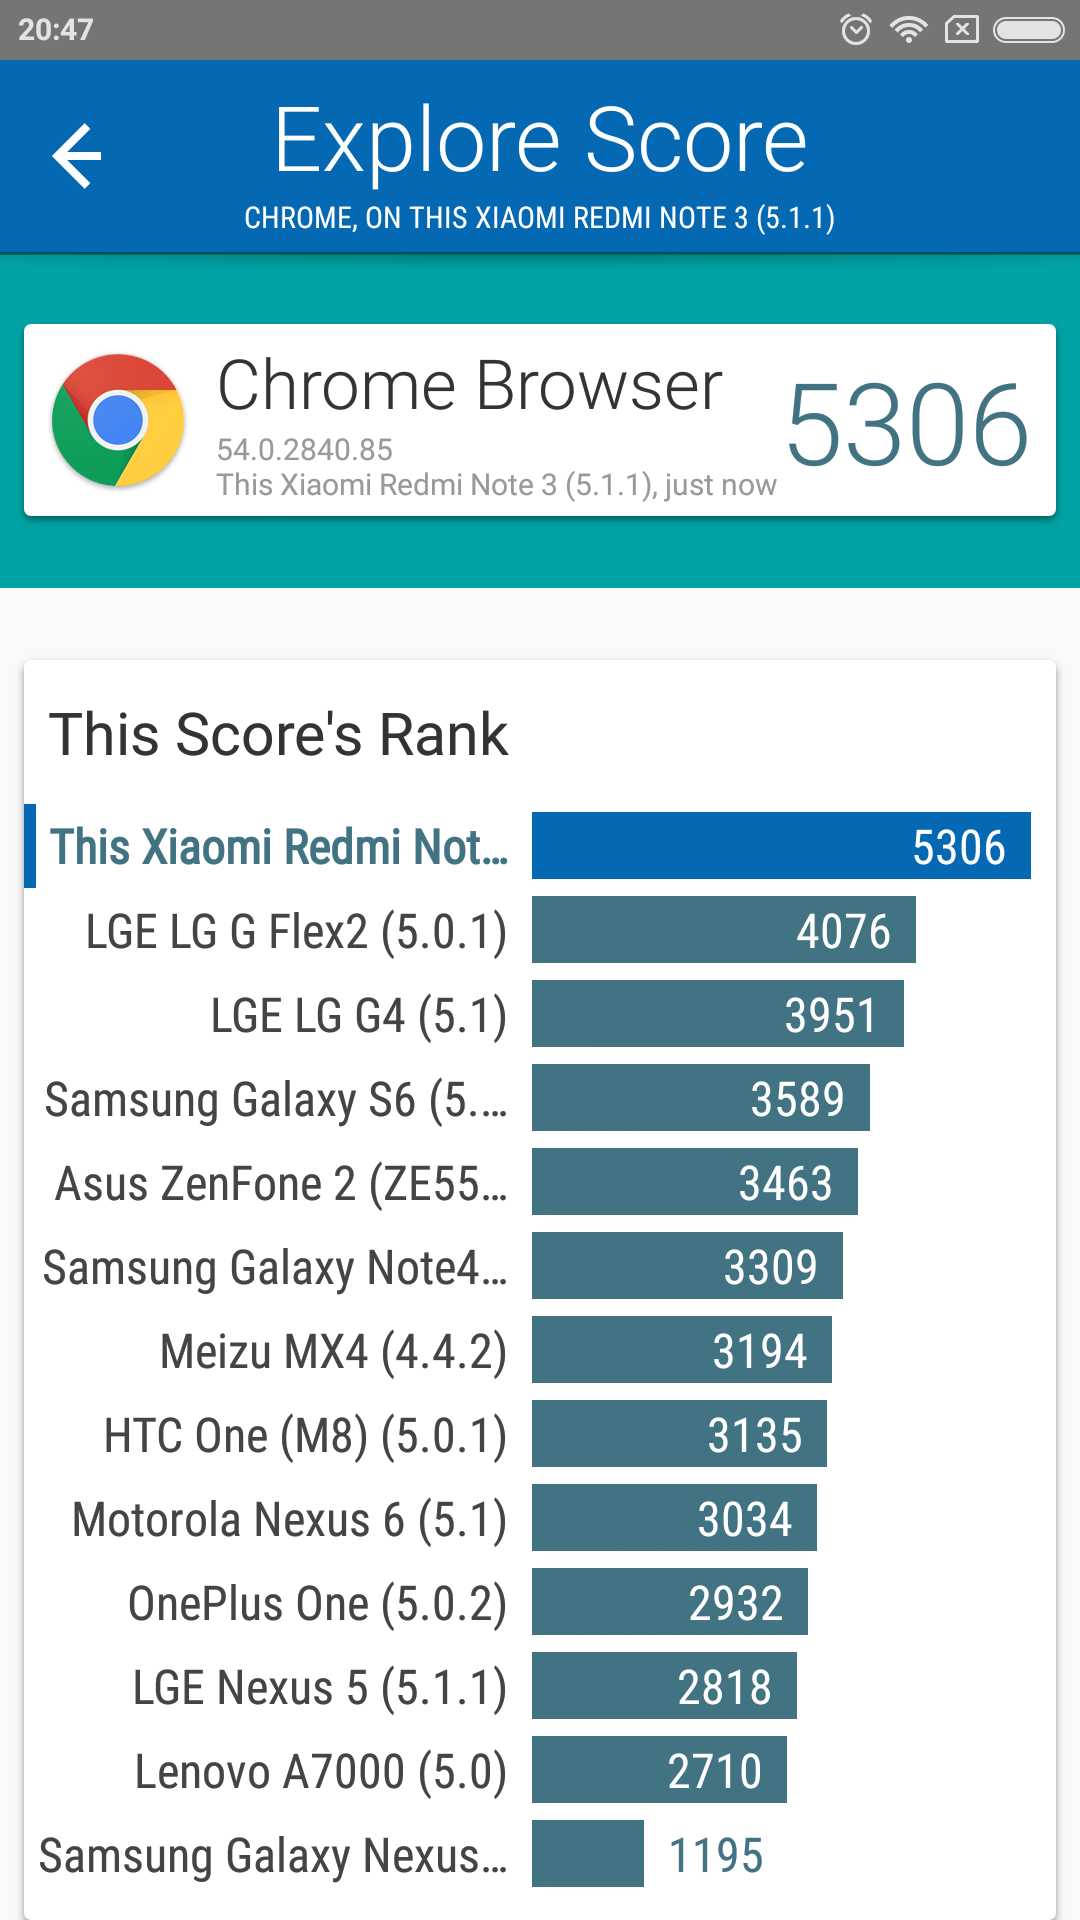 20:47
Explore Score
CHROME, ON THIS XIAOMI REDMI NOTE 3 (5.1.1)
Chrome Browser
5306
54.0.2840.85
This Xiaomi Redmi Note 3 (5.1.1), just now
This Score's Rank
This Xiaomi Redmi Not... 5306
LGE LG G Flex2 (5.0.1) 4076
LGE LG G4 (5.1) 3951
Samsung Galaxy S6 (5.... 3589
Asus ZenFone 2 (ZE55... 3463
Samsung Galaxy Note4... 3309
Meizu MX4 (4.4.2) 3194
HTC One (M8) (5.0.1) 3135
Motorola Nexus 6 (5.1) 3034
OnePlus One (5.0.2) 2932
LGE Nexus 5 (5.1.1) 2818
Lenovo A7000 (5.0) 2710
Samsung Galaxy Nexus... 1195